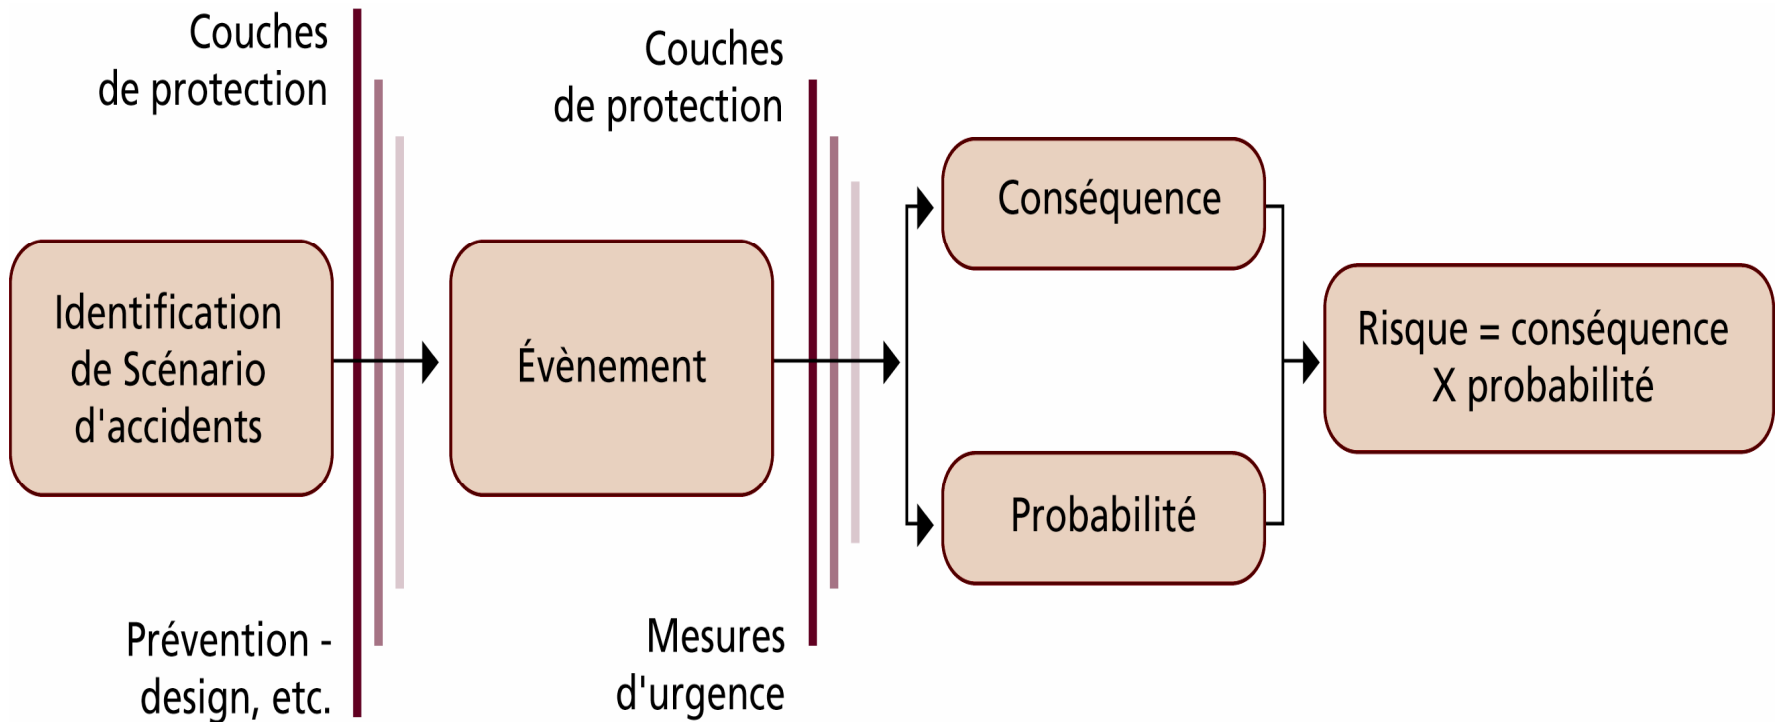 Couches
de protection
Couches
de protection
Identification
de Scénario
d'accidents
Évènement
Conséquence
Probabilité
Risque = conséquence
X probabilité
Prévention -
design, etc.
Mesures
d'urgence